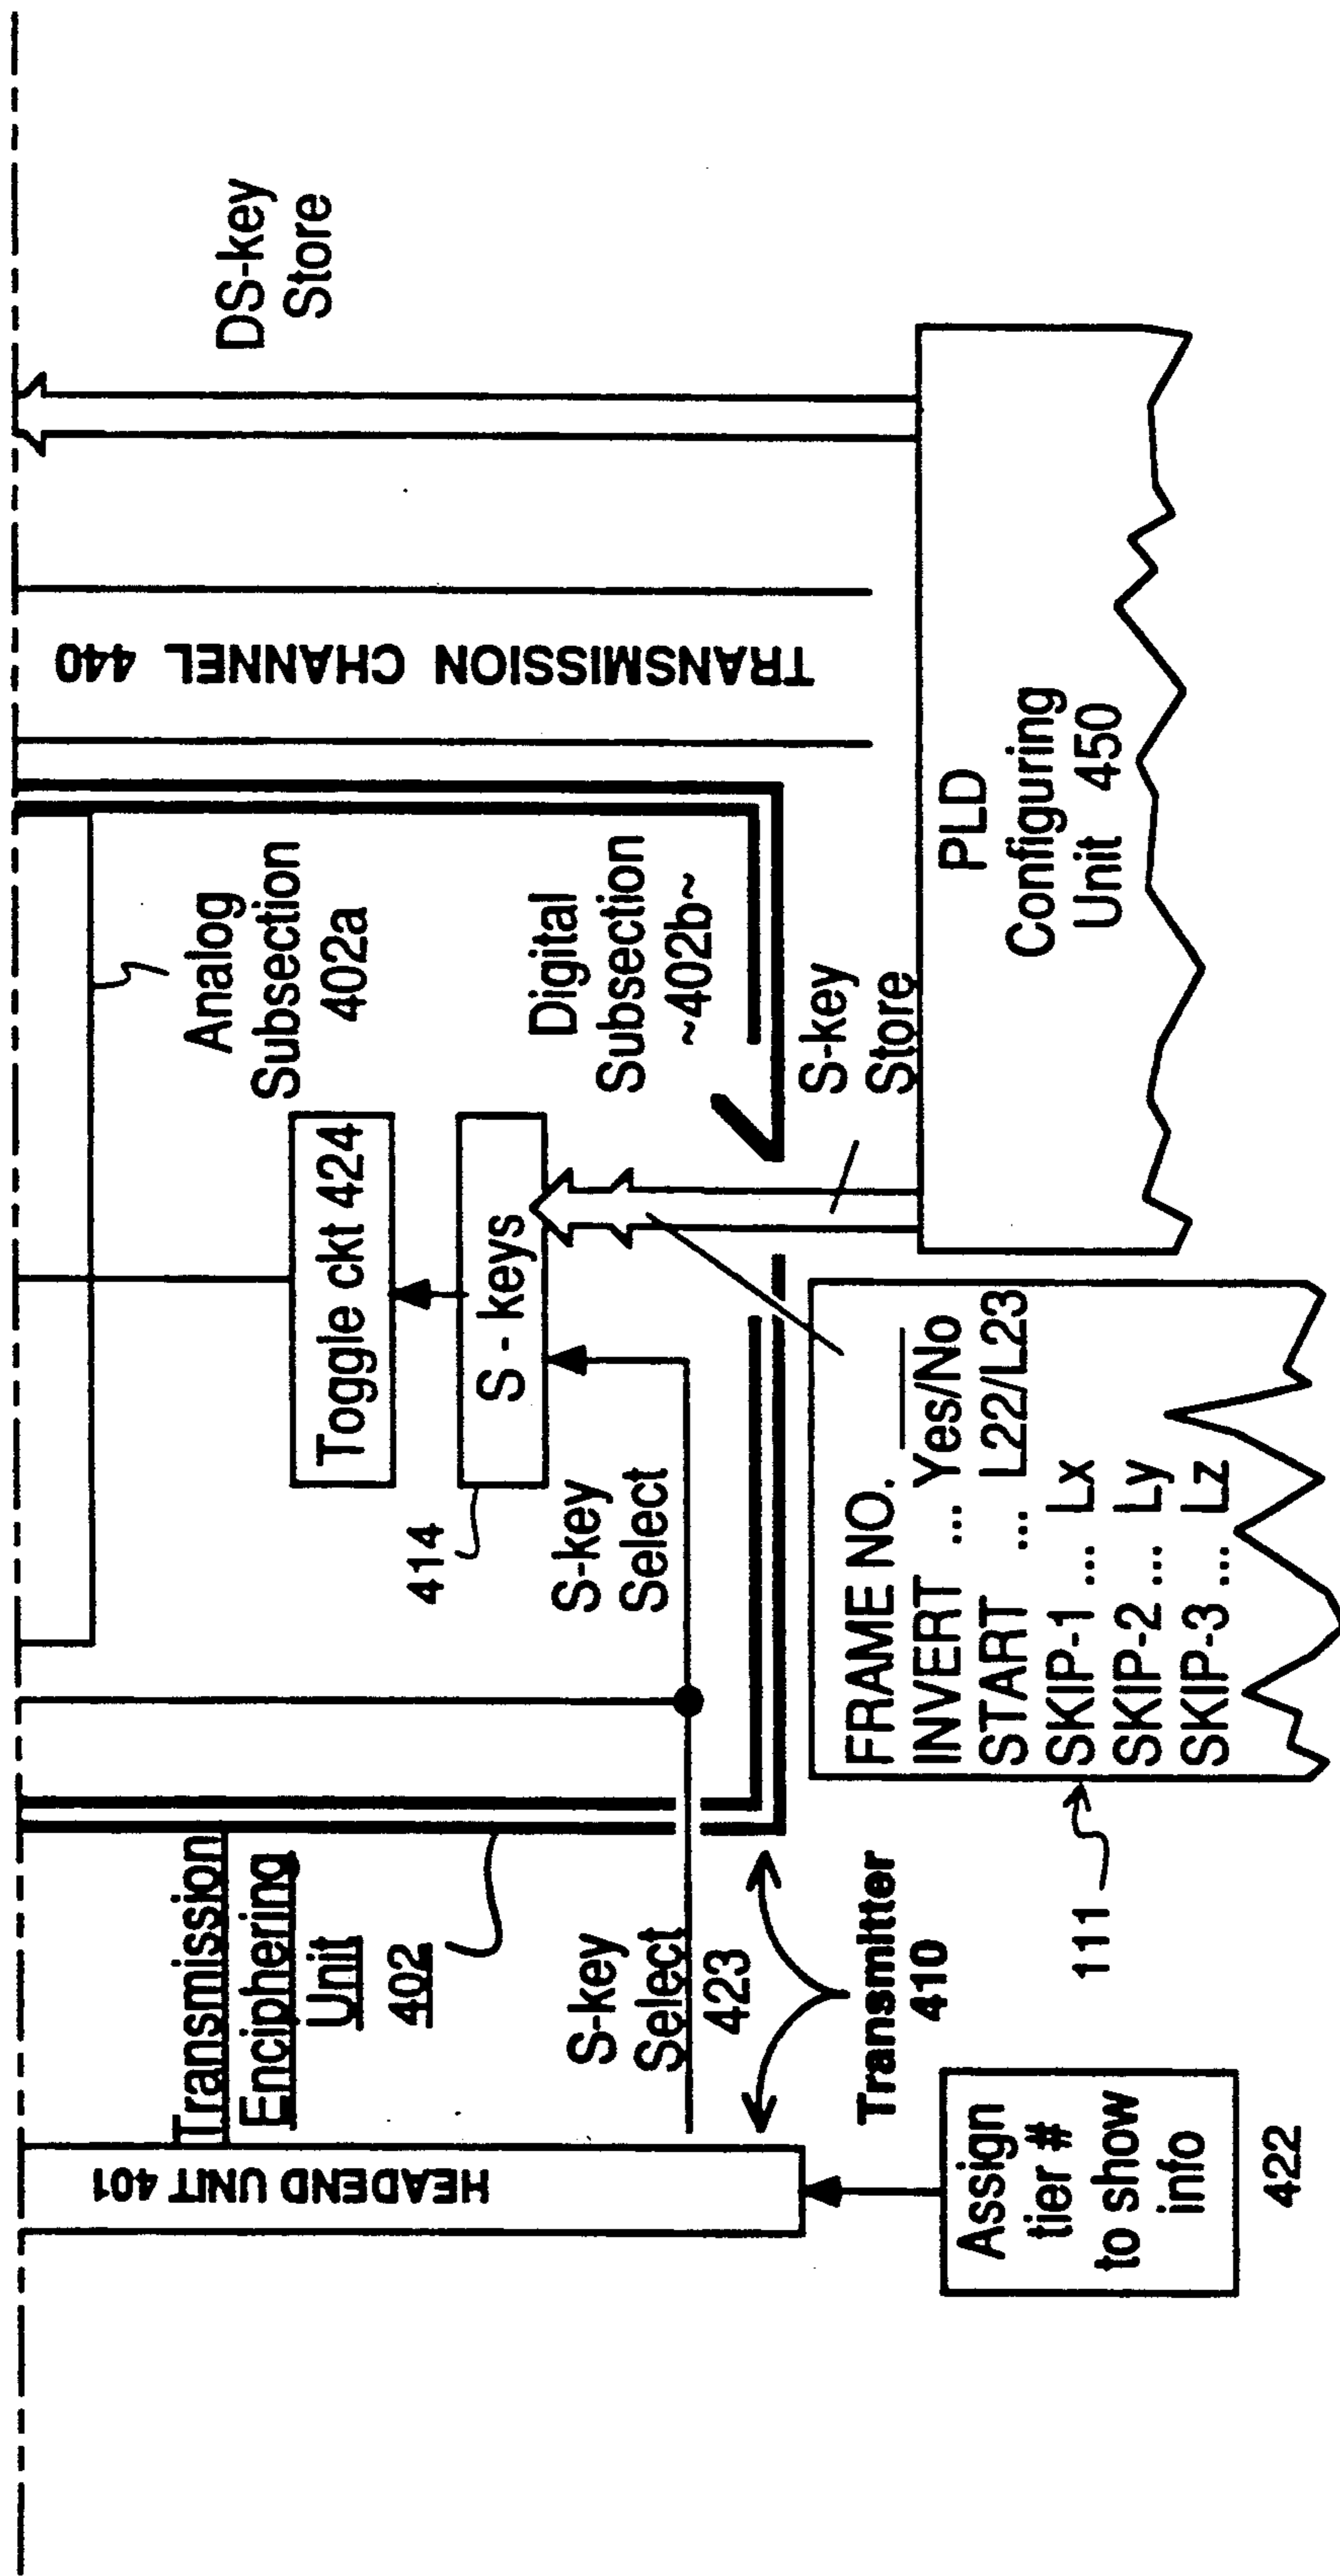 HEADEND UNIT 401
Transmission
Enciphering
Unit
402
S-key
Select
423
Transmitter
410
Assign
tier #
to show
info
422
Analog
Subsection
402a
Toggle ckt 424
S - keys
414
S-key
Select
Digital
Subsection
~402b~
S-key
Store
111
FRAME NO.
INVERT ... Yes/No
START ... L22/L23
SKIP-1 ... Lx
SKIP-2 ... Ly
SKIP-3 ... Lz
TRANSMISSION CHANNEL 440
DS-key
Store
PLD
Configuring
Unit 450